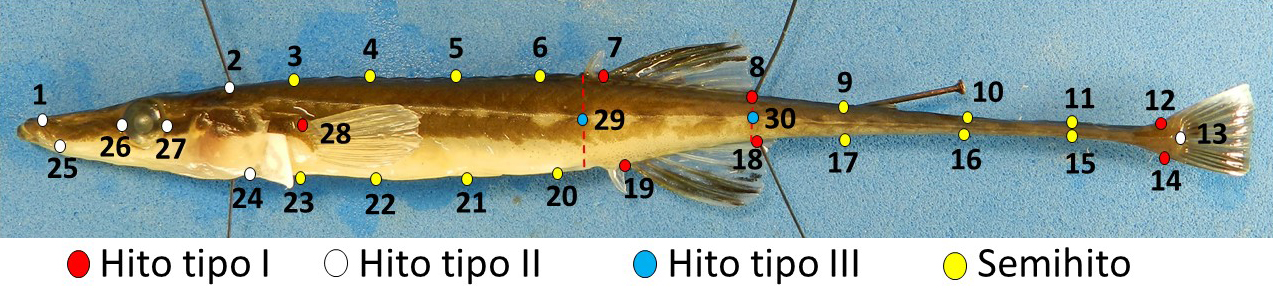 1 2 3 4 5 6 7 8 9 10 11 12
26 27 28 29 30 13
25 24 23 22 21 20 19 18 17 16 15 14
Hito tipo I Hito tipo II Hito tipo III Semihito